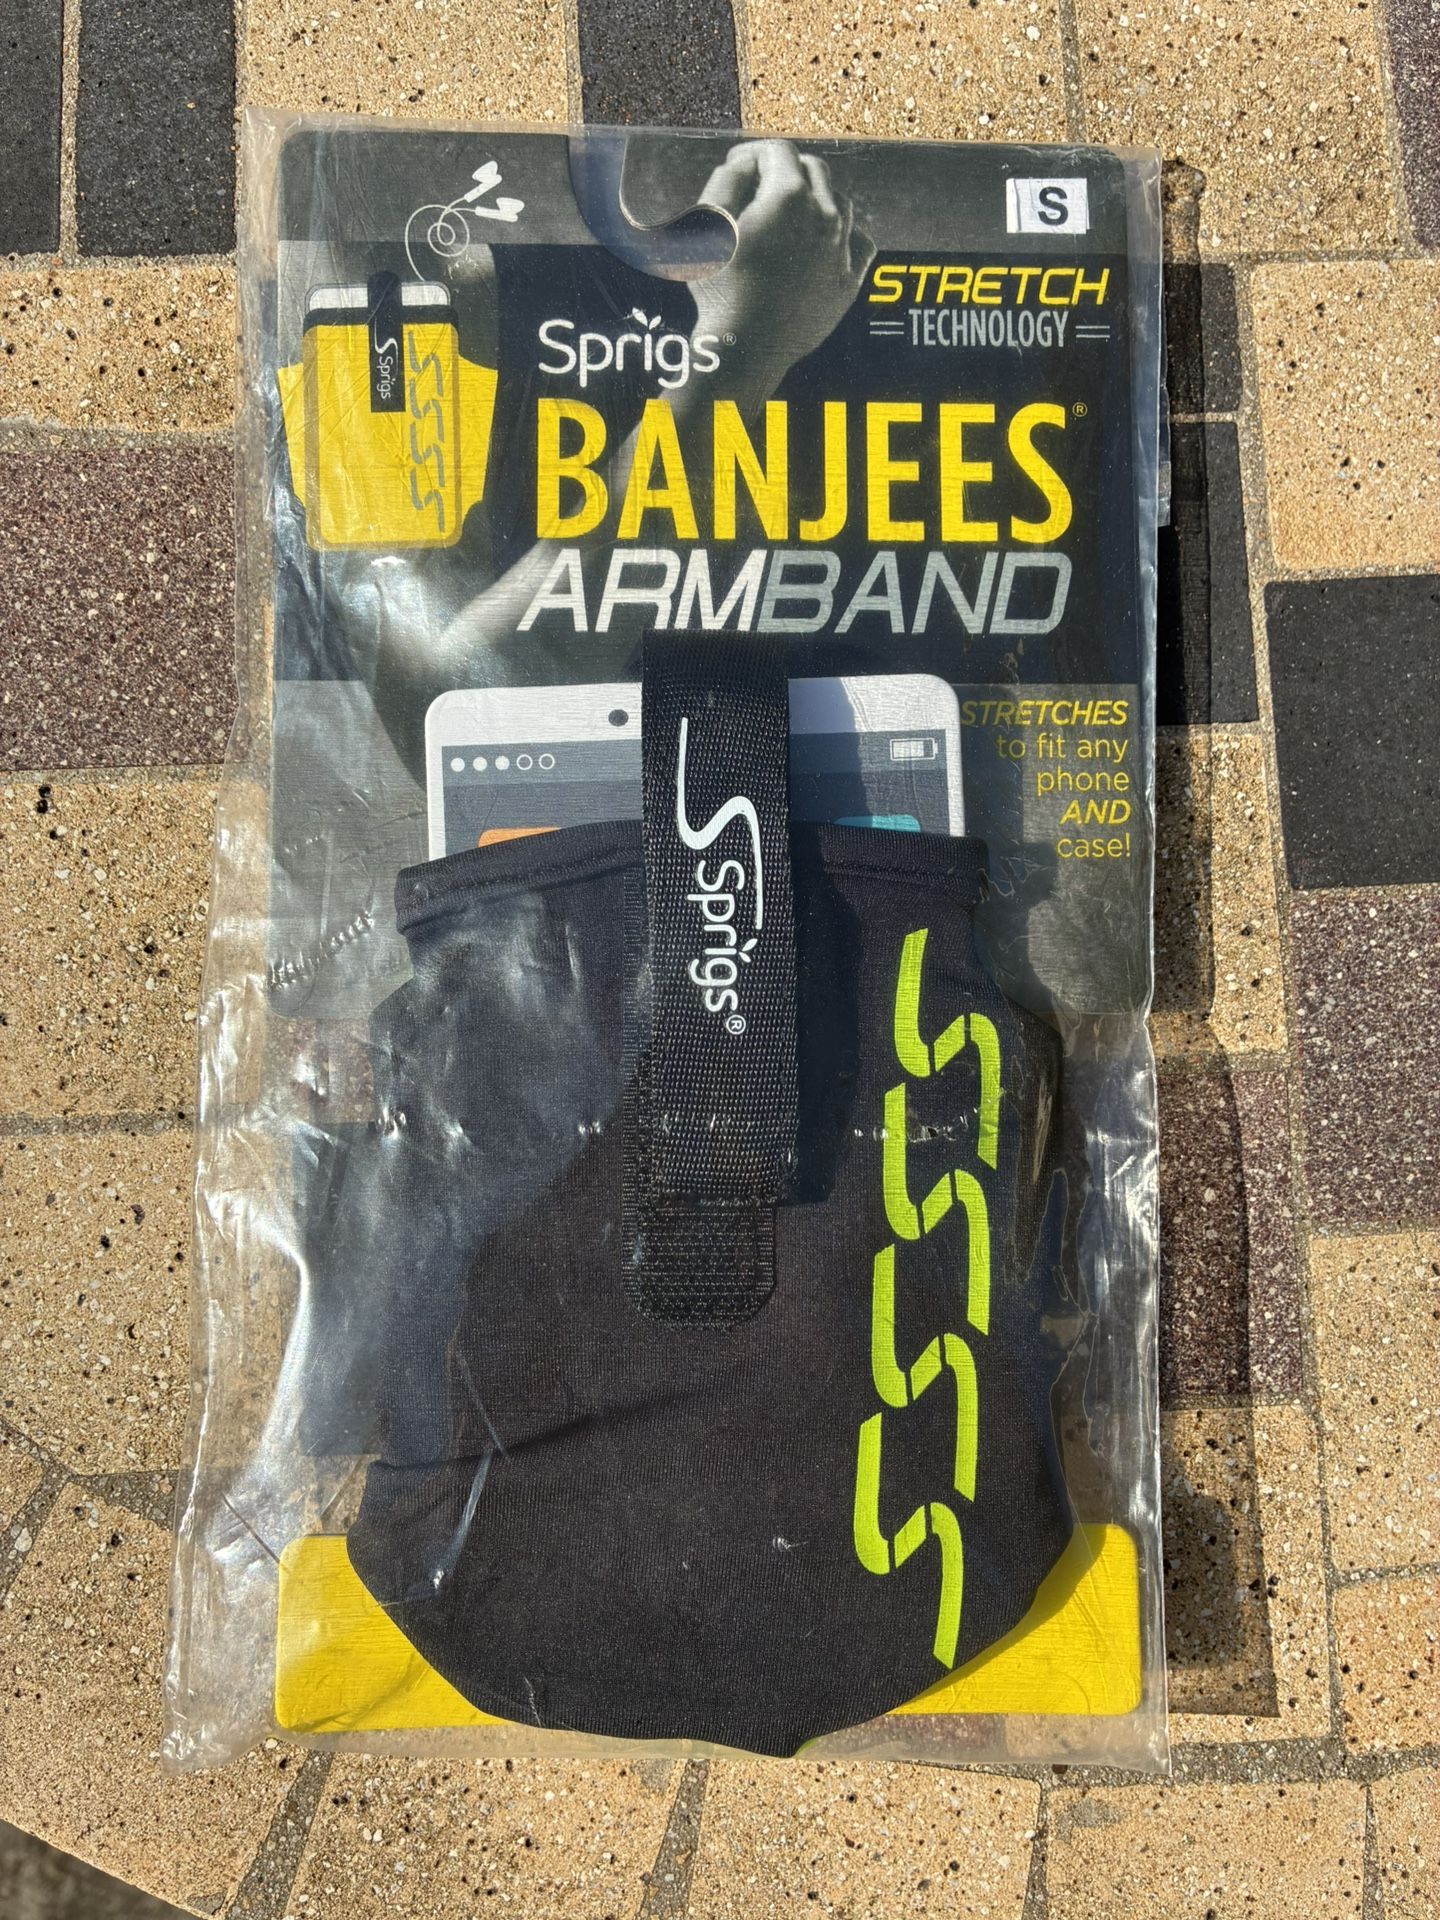 S
STRETCH
TECHNOLOGY
Sprigs®
BANJEES®
ARMBAND
Sprigs
STRETCHES
to fit any
phone
AND
case!
Sprigs®